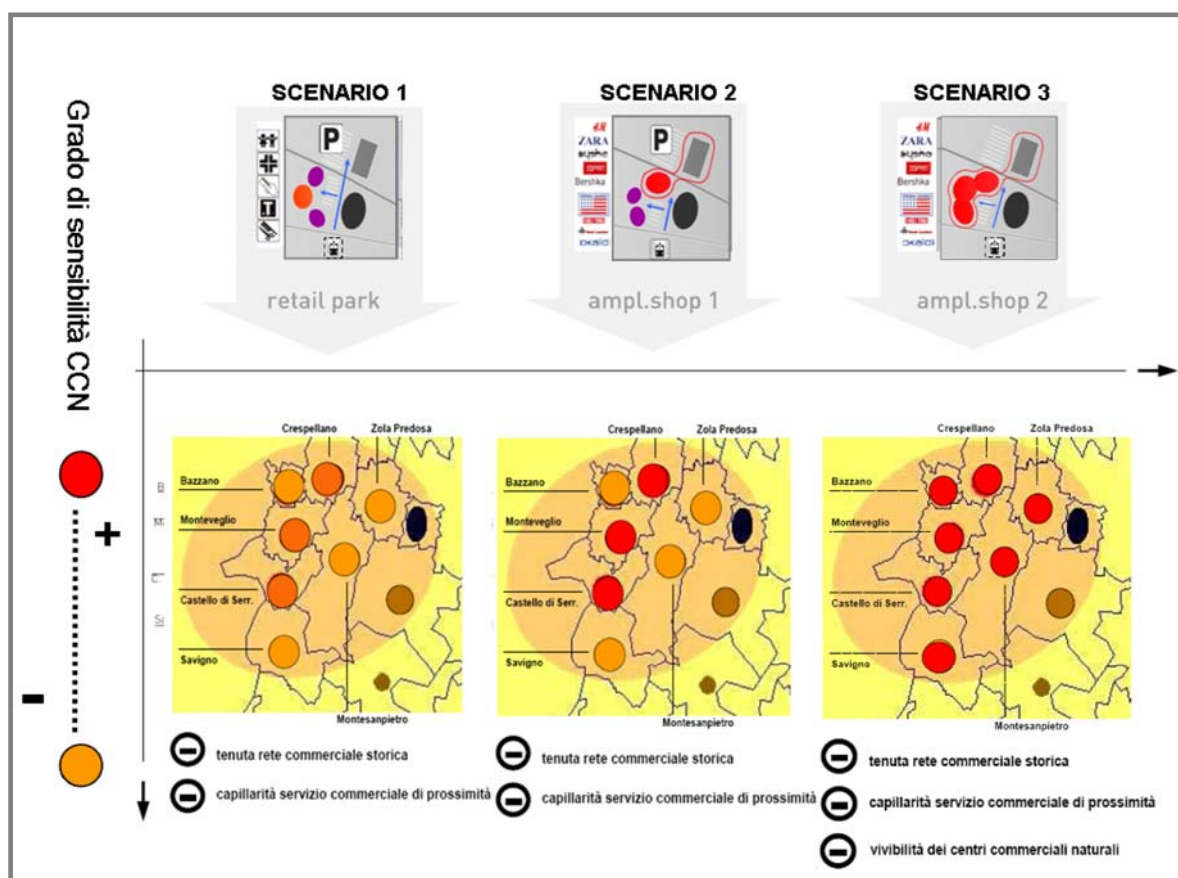 SCENARIO 1
SCENARIO 2
SCENARIO 3
Grado di sensibilità CCN
+
-
P
P
H&M
ZARA
ESPRIT
Bershka
OKAIDI
H&M
ZARA
ESPRIT
Bershka
OKAIDI
retail park
ampl.shop 1
ampl.shop 2
Crespellano
Zola Predosa
Bazzano
Monteveglio
Castello di Serr.
Savigno
Montesanpietro
Crespellano
Zola Predosa
Bazzano
Monteveglio
Castello di Serr.
Savigno
Montesanpietro
Crespellano
Zola Predosa
Bazzano
Monteveglio
Castello di Serr.
Savigno
Montesanpietro
tenuta rete commerciale storica
capillarità servizio commerciale di prossimità
tenuta rete commerciale storica
capillarità servizio commerciale di prossimità
tenuta rete commerciale storica
capillarità servizio commerciale di prossimità
vivibilità dei centri commerciali naturali